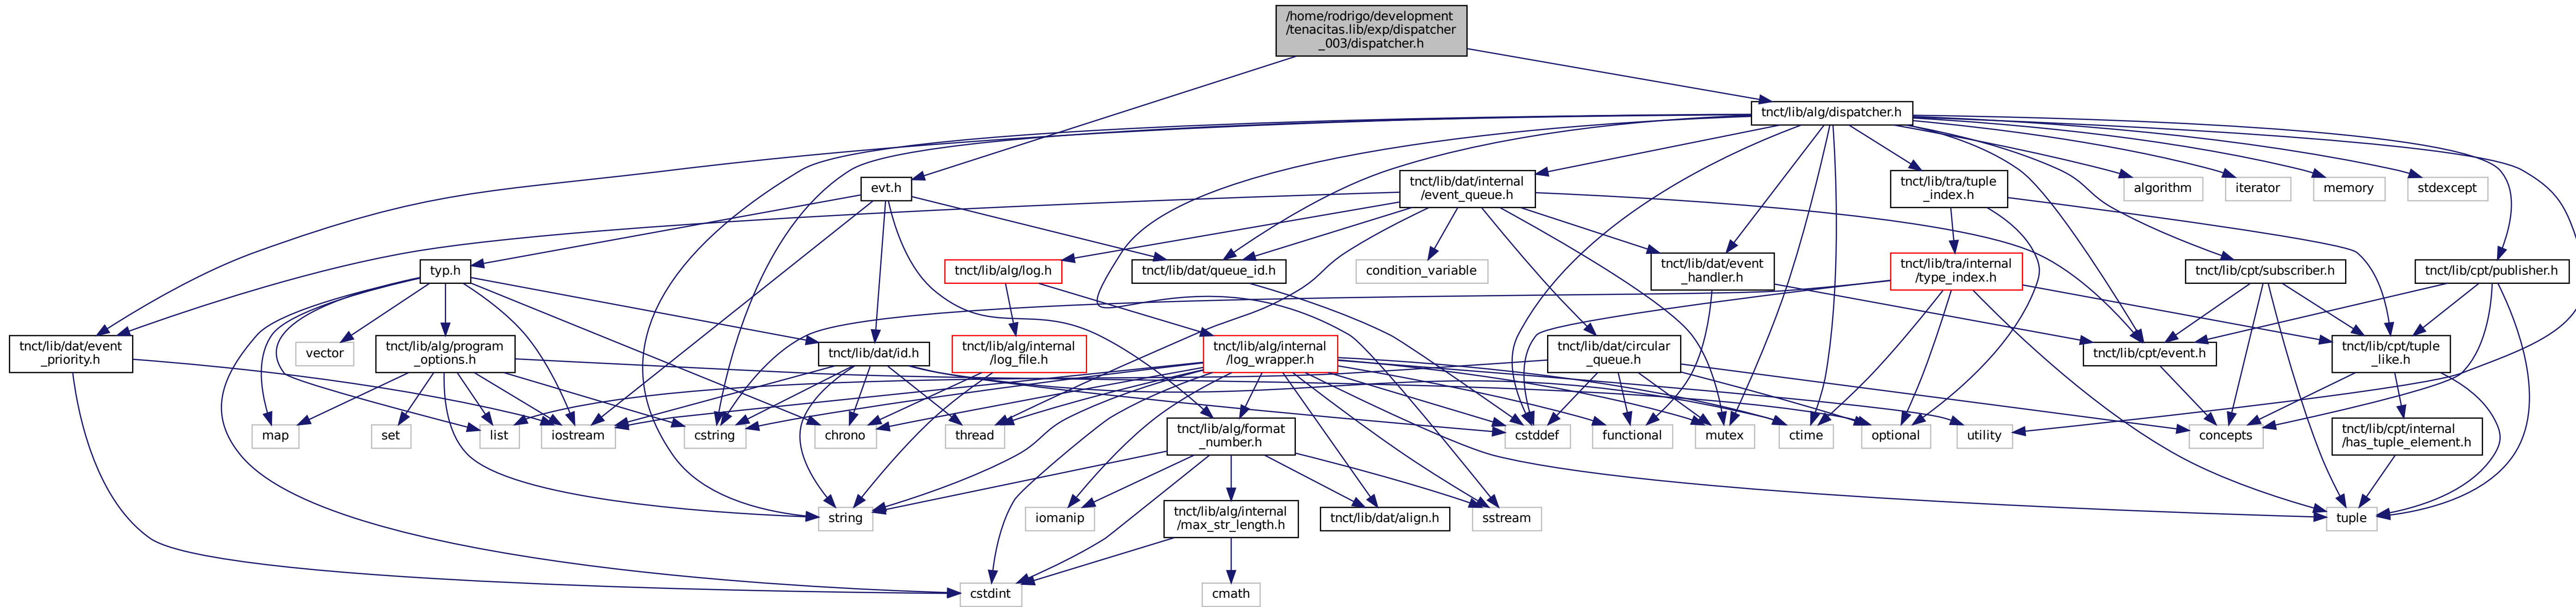 /home/rodrigo/development
/tenacitas.lib/exp/dispatcher
_003/dispatcher.h
tnct/lib/alg/dispatcher.h
evt.h
tnct/lib/dat/internal
/event_queue.h
tnct/lib/tra/tuple
_index.h
algorithm
iterator
memory
stdexcept
typ.h
tnct/lib/alg/log.h
tnct/lib/dat/queue_id.h
condition_variable
tnct/lib/dat/event
_handler.h
tnct/lib/tra/internal
/type_index.h
tnct/lib/cpt/subscriber.h
tnct/lib/cpt/publisher.h
tnct/lib/dat/event
_priority.h
vector
tnct/lib/alg/program
_options.h
tnct/lib/dat/id.h
tnct/lib/alg/internal
/log_file.h
tnct/lib/alg/internal
/log_wrapper.h
tnct/lib/dat/circular
_queue.h
tnct/lib/cpt/event.h
tnct/lib/cpt/tuple
_like.h
map
set
list
iostream
cstring
chrono
thread
tnct/lib/alg/format
_number.h
cstddef
functional
mutex
ctime
optional
utility
concepts
tnct/lib/cpt/internal
/has_tuple_element.h
string
iomanip
tnct/lib/alg/internal
/max_str_length.h
tnct/lib/dat/align.h
sstream
tuple
cstdint
cmath